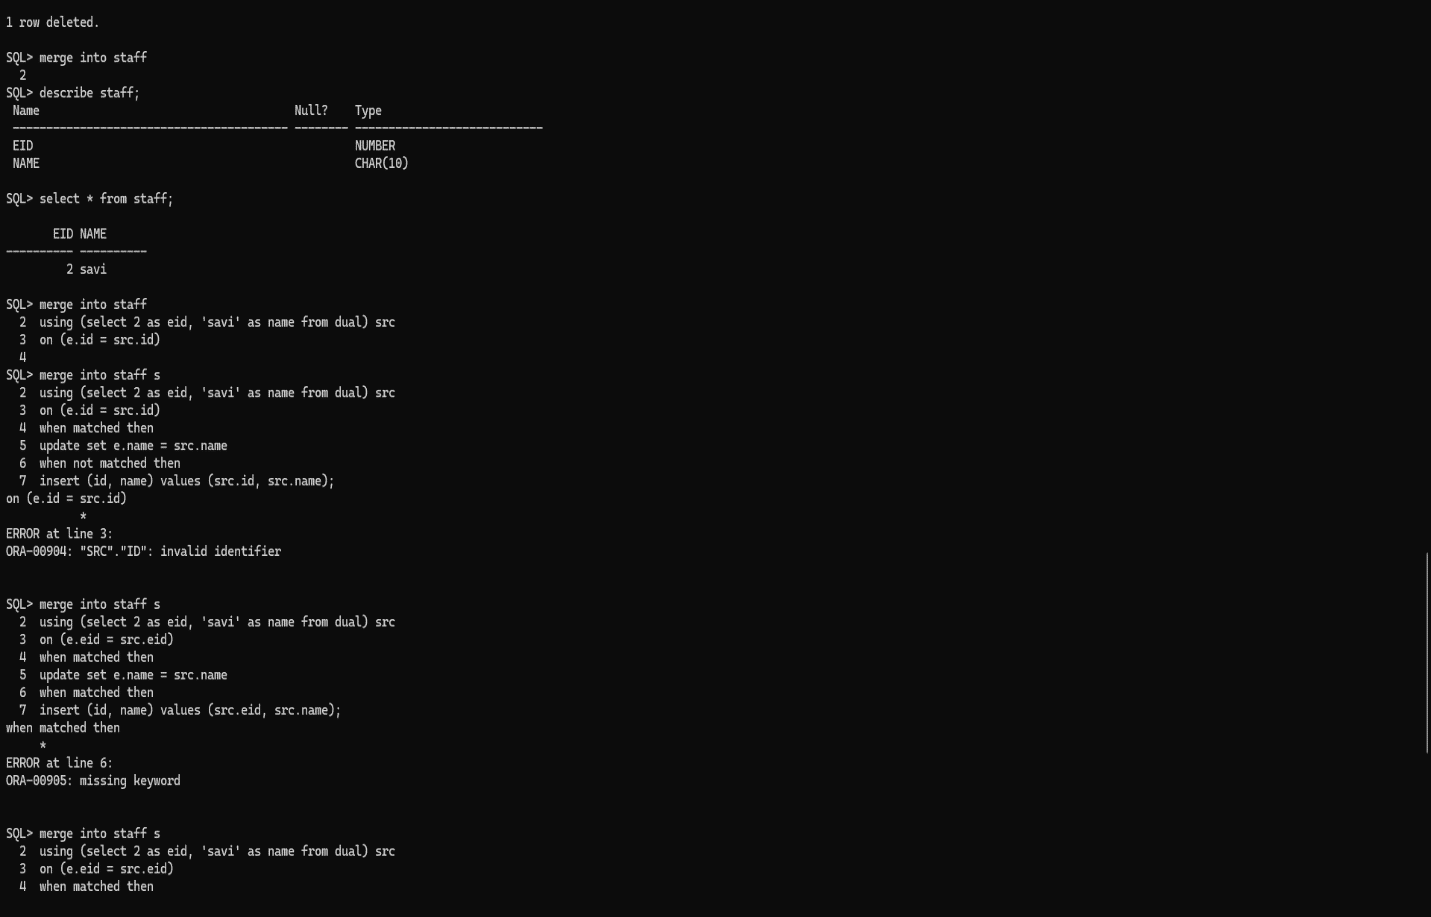 1 row deleted.
SQL> merge into staff
  2
SQL> describe staff;
 Name                                      Null?    Type
 ----------------------------------------- -------- ----------------------------
 EID                                                NUMBER
 NAME                                               CHAR(10)
SQL> select * from staff;
       EID NAME
---------- ----------
         2 savi
SQL> merge into staff
  2  using (select 2 as eid, 'savi' as name from dual) src
  3  on (e.id = src.id)
  4
SQL> merge into staff s
  2  using (select 2 as eid, 'savi' as name from dual) src
  3  on (e.id = src.id)
  4  when matched then
  5  update set e.name = src.name
  6  when not matched then
  7  insert (id, name) values (src.id, src.name);
on (e.id = src.id)
           *
ERROR at line 3:
ORA-00904: "SRC"."ID": invalid identifier
SQL> merge into staff s
  2  using (select 2 as eid, 'savi' as name from dual) src
  3  on (e.eid = src.eid)
  4  when matched then
  5  update set e.name = src.name
  6  when matched then
  7  insert (id, name) values (src.eid, src.name);
when matched then
     *
ERROR at line 6:
ORA-00905: missing keyword
SQL> merge into staff s
  2  using (select 2 as eid, 'savi' as name from dual) src
  3  on (e.eid = src.eid)
  4  when matched then